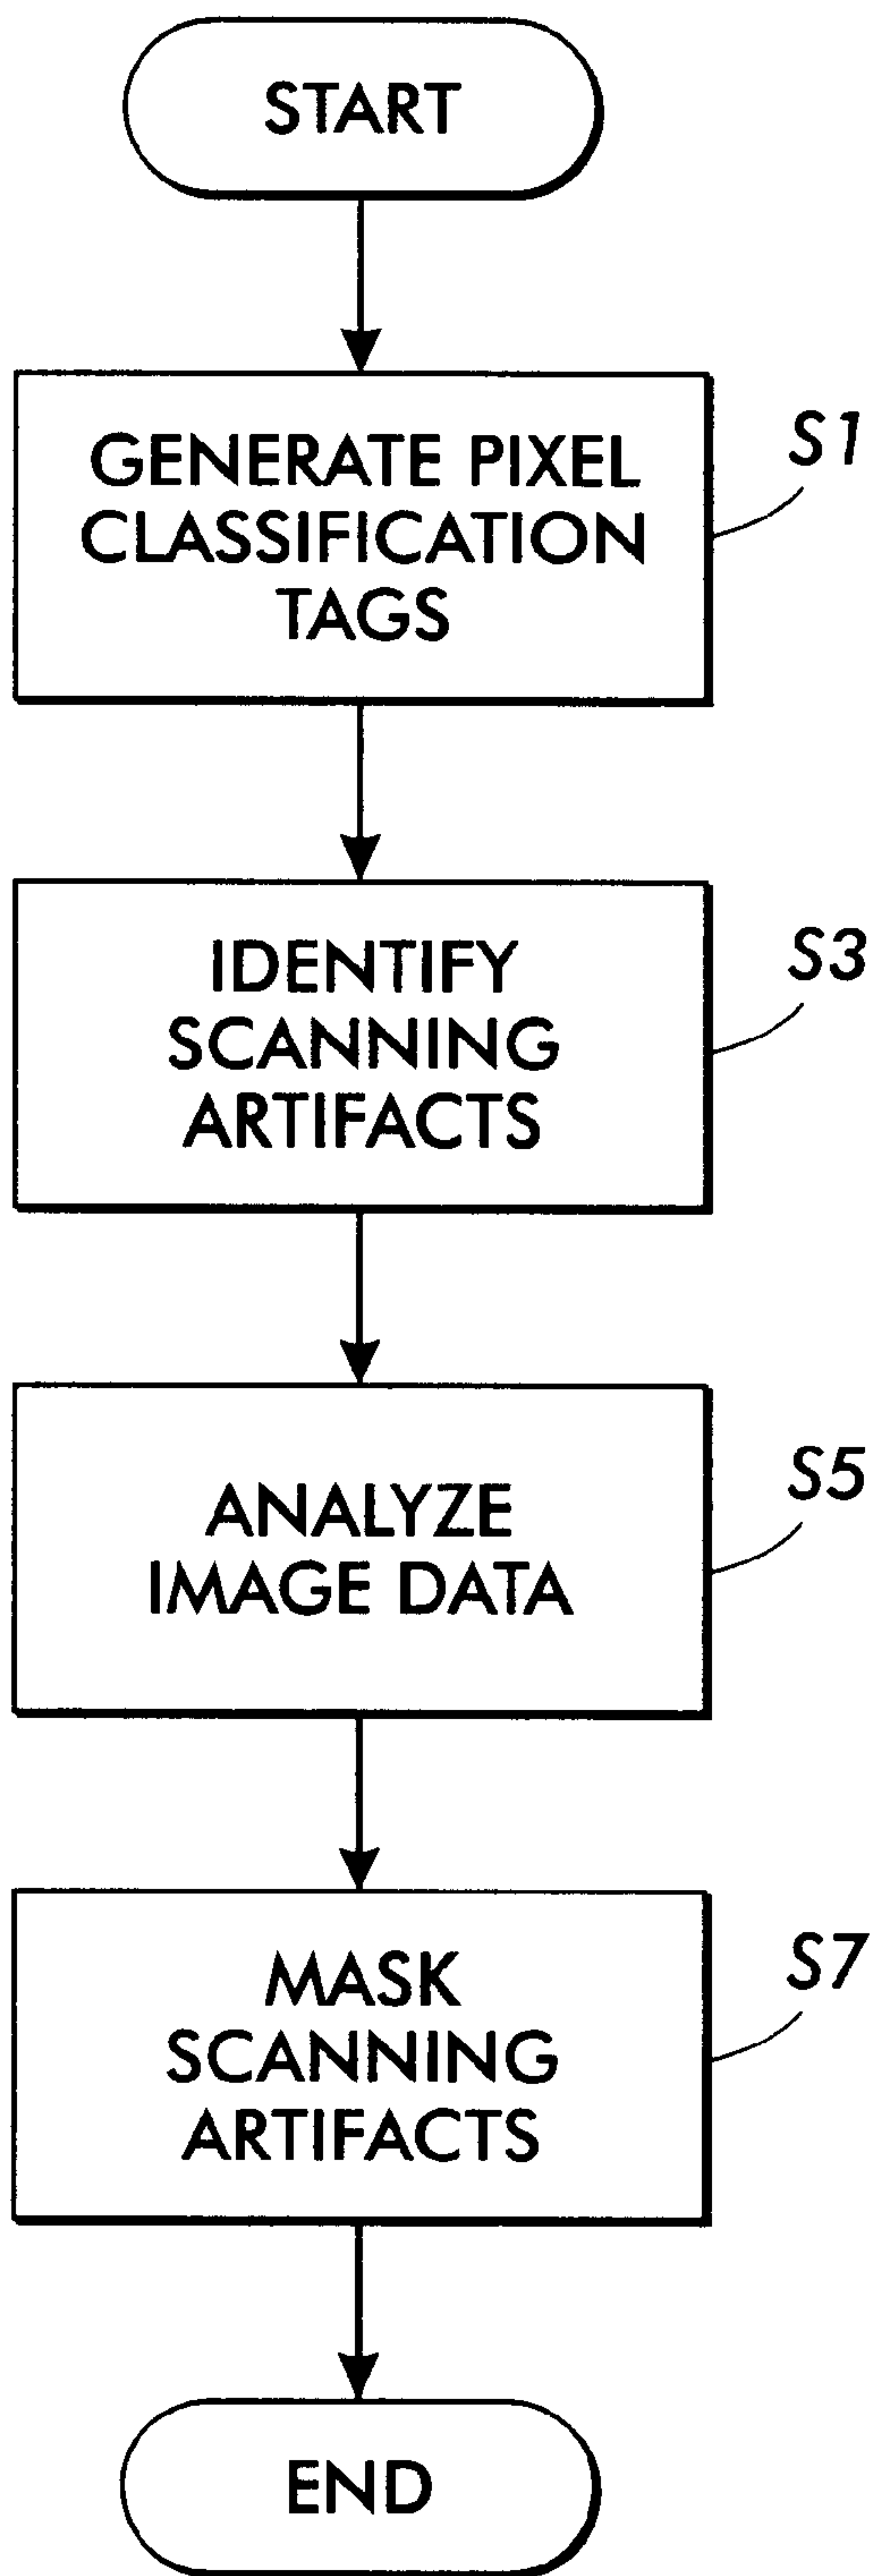 START
GENERATE PIXEL
CLASSIFICATION
TAGS
S1
IDENTIFY
SCANNING
ARTIFACTS
S3
ANALYZE
IMAGE DATA
S5
MASK
SCANNING
ARTIFACTS
S7
END